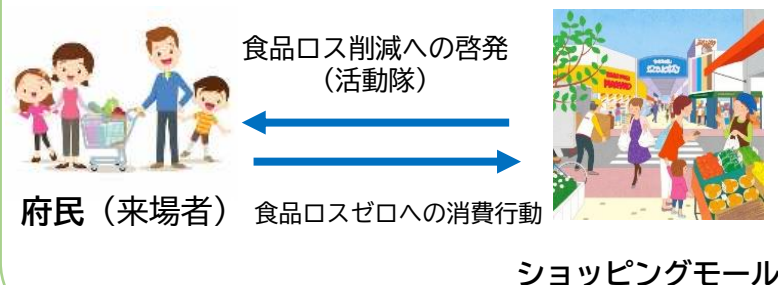 食品ロス削減への啓発
（活動隊）
府民（来場者）
食品ロスゼロへの消費行動
ショッピングモール